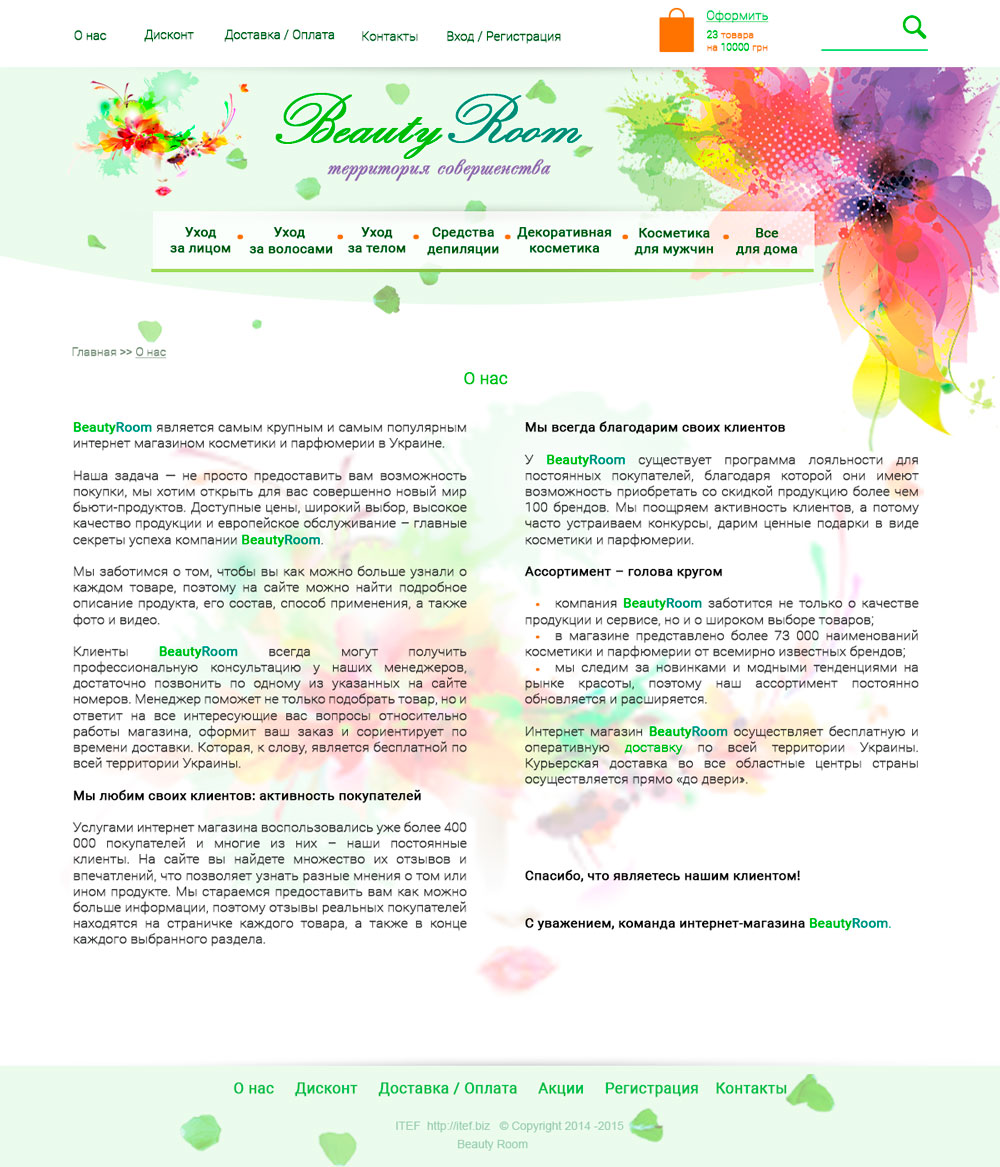 О нас
Дисконт
Доставка / Оплата
Контакты
Вход / Регистрация
Оформить
23 товара
на 10000 грн
Beauty Room
территория совершенства
Уход
за лицом
Уход
за волосами
Уход
за телом
Средства
депиляции
Декоративная
косметика
Косметика
для мужчин
Все
для дома
Главная >> О нас
О нас
BeautyRoom является самым крупным и самым популярным
интернет магазином косметики и парфюмерии в Украине.
Наша задача — не просто предоставить вам возможность
покупки, мы хотим открыть для вас совершенно новый мир
бьюти-продуктов. Доступные цены, широкий выбор, высокое
качество продукции и европейское обслуживание – главные
секреты успеха компании BeautyRoom.
Мы заботимся о том, чтобы вы как можно больше узнали о
каждом товаре, поэтому на сайте можно найти подробное
описание продукта, его состав, способ применения, а также
фото и видео.
Клиенты BeautyRoom всегда могут получить
профессиональную консультацию у наших менеджеров,
достаточно позвонить по одному из указанных на сайте
номеров. Менеджер поможет не только подобрать товар, но и
ответит на все интересующие вас вопросы относительно
работы магазина, оформит ваш заказ и сориентирует по
времени доставки. Которая, к слову, является бесплатной по
всей территории Украины.
Мы любим своих клиентов: активность покупателей
Услугами интернет магазина воспользовались уже более 400
000 покупателей и многие из них – наши постоянные
клиенты. На сайте вы найдете множество их отзывов и
впечатлений, что позволяет узнать разные мнения о том или
ином продукте. Мы стараемся предоставить вам как можно
больше информации, поэтому отзывы реальных покупателей
находятся на страничке каждого товара, а также в конце
каждого выбранного раздела.
Мы всегда благодарим своих клиентов
У BeautyRoom существует программа лояльности для
постоянных покупателей, благодаря которой они имеют
возможность приобретать со скидкой продукцию более чем
100 брендов. Мы поощряем активность клиентов, а потому
часто устраиваем конкурсы, дарим ценные подарки в виде
косметики и парфюмерии.
Ассортимент – голова кругом
• компания BeautyRoom заботится не только о качестве
продукции и сервисе, но и о широком выборе товаров;
• в магазине представлено более 73 000 наименований
косметики и парфюмерии от всемирно известных брендов;
• мы следим за новинками и модными тенденциями на
рынке красоты, поэтому наш ассортимент постоянно
обновляется и расширяется.
Интернет магазин BeautyRoom осуществляет бесплатную и
оперативную доставку по всей территории Украины.
Курьерская доставка во все областные центры страны
осуществляется прямо «до двери».
Спасибо, что являетесь нашим клиентом!
С уважением, команда интернет-магазина BeautyRoom.
О нас
Дисконт
Доставка / Оплата
Акции
Регистрация
Контакты
ITEF http://itef.biz © Copyright 2014 -2015
Beauty Room